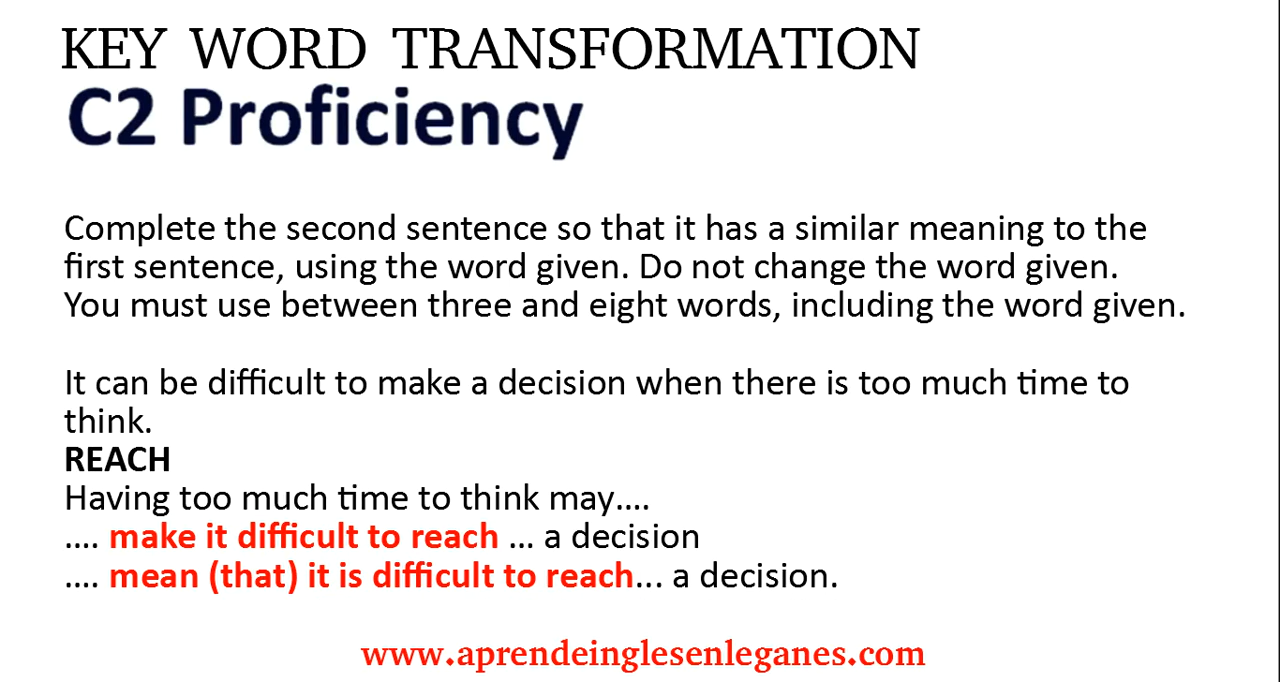 KEY WORD TRANSFORMATION
C2 Proficiency
Complete the second sentence so that it has a similar meaning to the
first sentence, using the word given. Do not change the word given.
You must use between three and eight words, including the word given.
It can be difficult to make a decision when there is too much time to
think.
REACH
Having too much time to think may....
.... make it difficult to reach ... a decision
.... mean (that) it is difficult to reach... a decision.
www.aprendeinglesenleganes.com